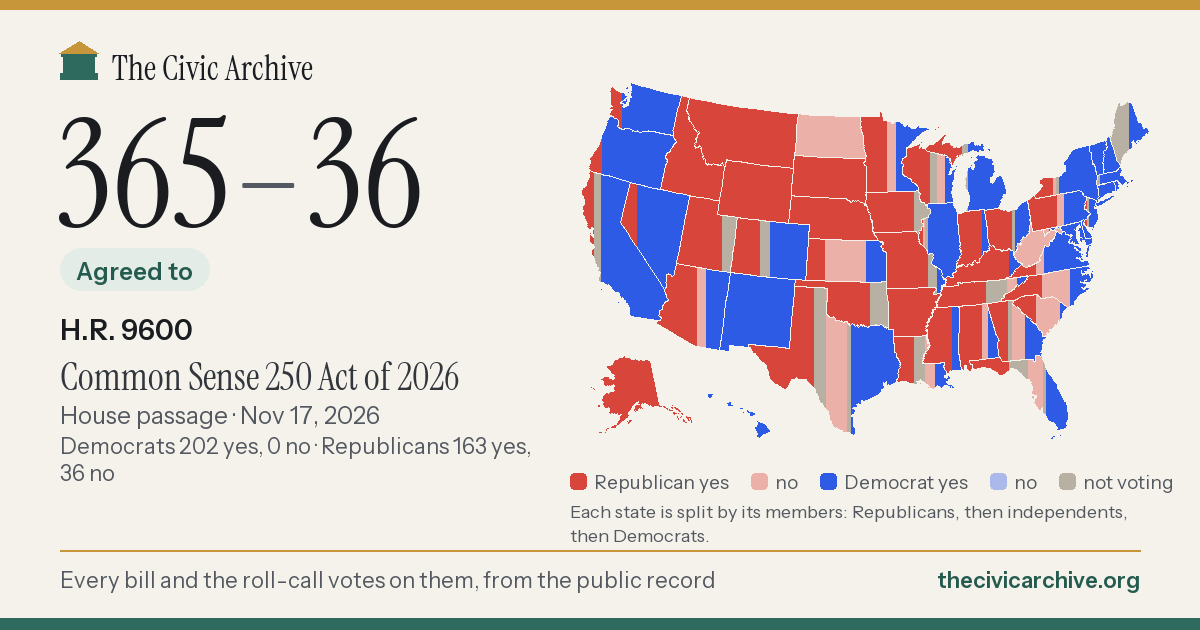 The Civic Archive
365–36
Agreed to
H.R. 9600
Common Sense 250 Act of 2026
House passage · Nov 17, 2026
Democrats 202 yes, 0 no · Republicans 163 yes,
36 no
Republican yes no Democrat yes no not voting
Each state is split by its members: Republicans, then independents,
then Democrats.
Every bill and the roll-call votes on them, from the public record
thecivicarchive.org